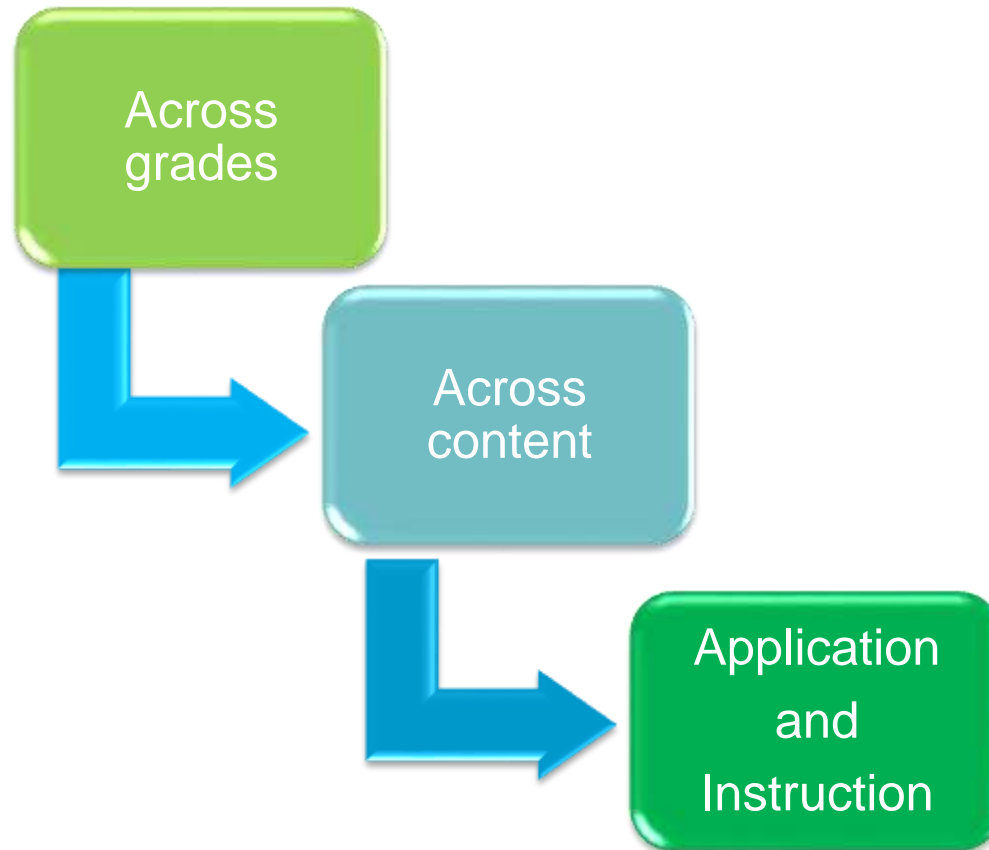 Across
grades
Across
content
Application
and
Instruction